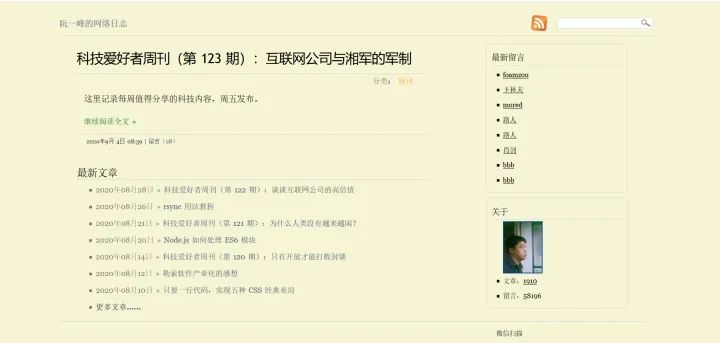 阮一峰的网络日志
科技爱好者周刊（第 123 期）：互联网公司与湘军的军制
分类： 周刊
这里记录每周值得分享的科技内容，周五发布。
继续阅读全文 »
2020年9月 4日 08:39 | 留言（28）
最新文章
2020年08月28日 » 科技爱好者周刊（第 122 期）：谈谈互联网公司的高估值
2020年08月26日 » rsync 用法教程
2020年08月21日 » 科技爱好者周刊（第 121 期）：为什么人类没有越来越闲？
2020年08月20日 » Node.js 如何处理 ES6 模块
2020年08月14日 » 科技爱好者周刊（第 120 期）：只有开放才能打败封锁
2020年08月12日 » 勒索软件产业化的感想
2020年08月10日 » 只要一行代码，实现五种 CSS 经典布局
更多文章……
最新留言
foamzou
卞林天
mored
路人
路人
肖剀
bbb
bbb
关于
文章：1910
留言：58196
微信扫描